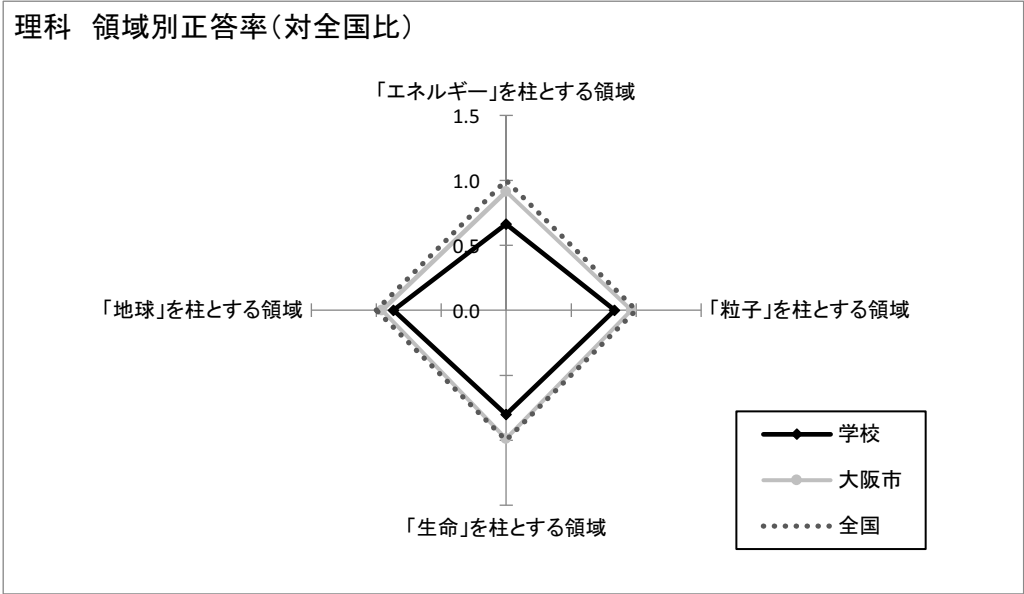 理科　領域別正答率（対全国比）
「エネルギー」を柱とする領域
1.5
1.0
0.5
0.0
「地球」を柱とする領域
「粒子」を柱とする領域
「生命」を柱とする領域
学校
大阪市
全国